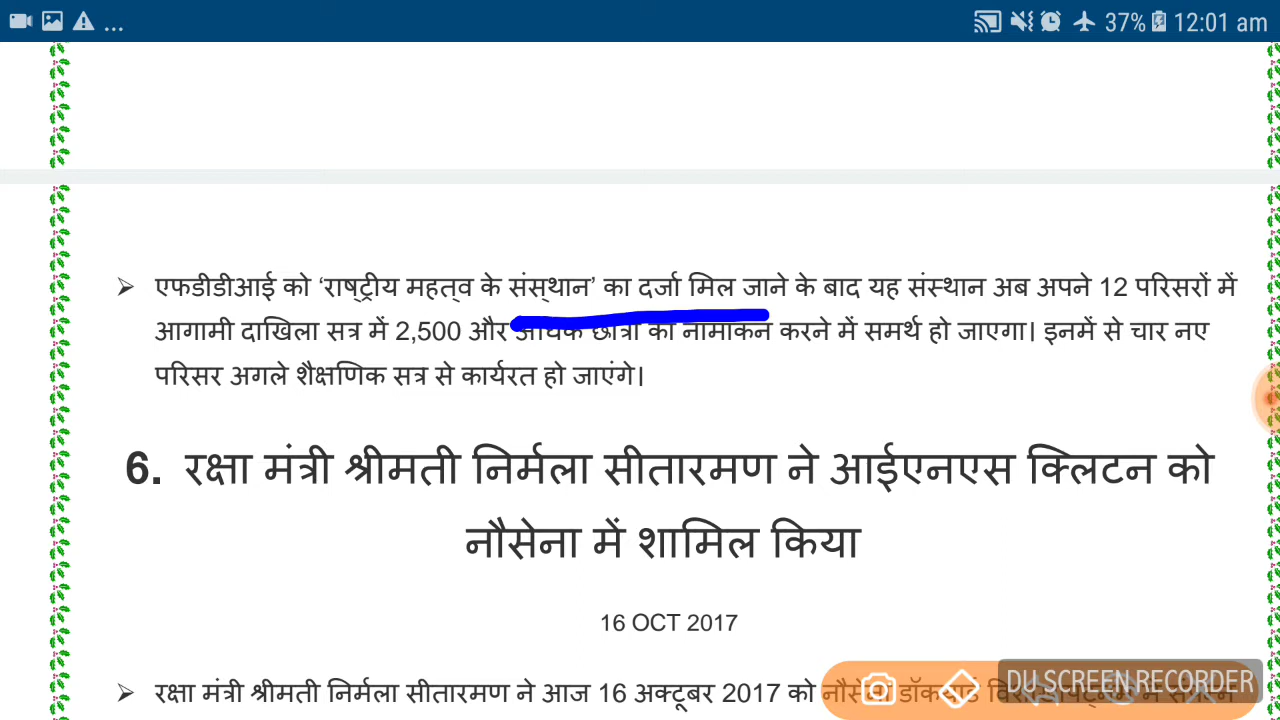 ... 37% 12:01 am
➢ एफडीडीआई को ‘राष्ट्रीय महत्व के संस्थान’ का दर्जा मिल जाने के बाद यह संस्थान अब अपने 12 परिसरों में
आगामी दाखिला सत्र में 2,500 और अधिक छात्रों का नामांकन करने में समर्थ हो जाएगा। इनमें से चार नए
परिसर अगले शैक्षणिक सत्र से कार्यरत हो जाएंगे।
6. रक्षा मंत्री श्रीमती निर्मला सीतारमण ने आईएनएस क्लिटन को
नौसेना में शामिल किया
16 OCT 2017
➢ रक्षा मंत्री श्रीमती निर्मला सीतारमण ने आज 16 अक्टूबर 2017 को नौसेना डॉकयार्ड
DU SCREEN RECORDER